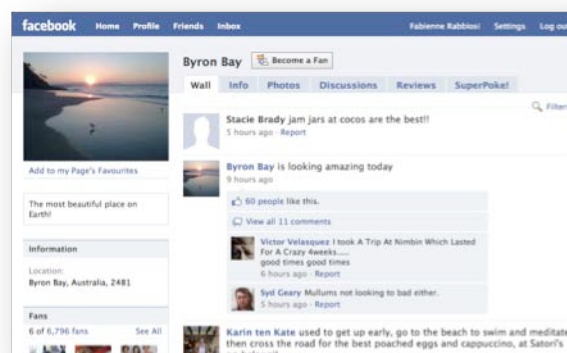 facebook Home Profile Friends Inbox Fabienne Rabbiosi Settings Log out
Byron Bay Become a Fan
Wall Info Photos Discussions Reviews SuperPoke!
Filters
Stacie Brady jam jars at cocos are the best!!
5 hours ago · Report
Add to my Page's Favourites
The most beautiful place on
Earth!
Information
Location:
Byron Bay, Australia, 2481
Fans
6 of 6,796 fans See All
Byron Bay is looking amazing today
9 hours ago
60 people like this.
View all 11 comments
Victor Velasquez I took A Trip At Nimbin Which Lasted
For A Crazy 4weeks.....
good times good times
6 hours ago · Report
Syd Geary Mullums not looking to bad either.
5 hours ago · Report
Karin ten Kate used to get up early, go to the beach to swim and meditate
then cross the road for the best poached eggs and cappuccino, at Satori's